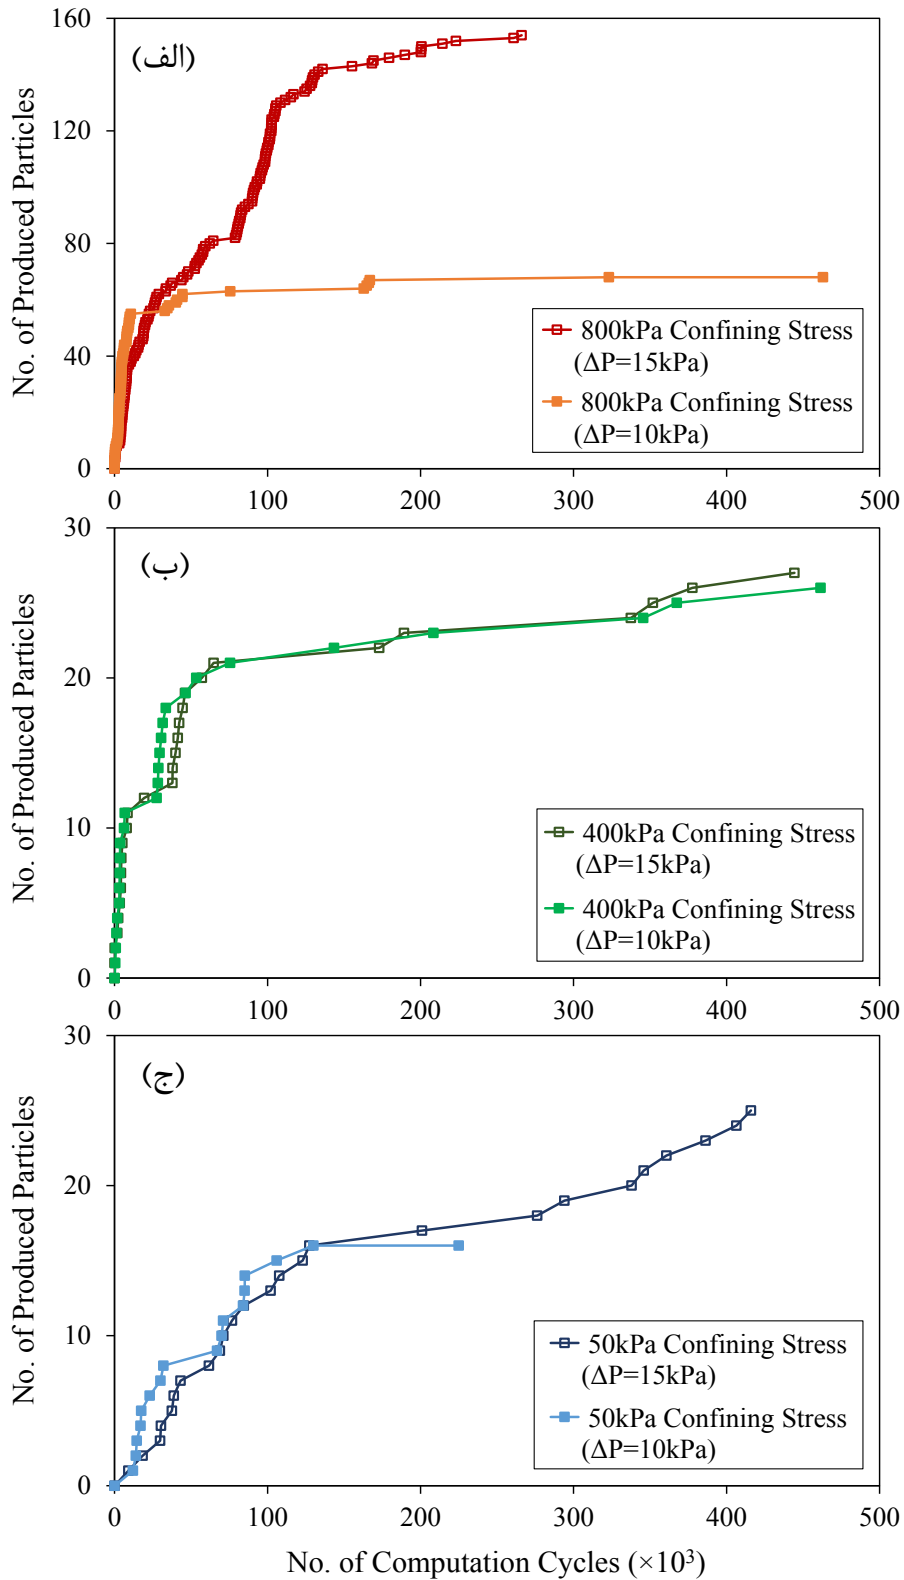 (الف)
No. of Produced Particles
160
120
80
40
0
0 100 200 300 400 500
800kPa Confining Stress
(ΔP=15kPa)
800kPa Confining Stress
(ΔP=10kPa)
(ب)
No. of Produced Particles
30
20
10
0
0 100 200 300 400 500
400kPa Confining Stress
(ΔP=15kPa)
400kPa Confining Stress
(ΔP=10kPa)
(ج)
No. of Produced Particles
30
20
10
0
0 100 200 300 400 500
50kPa Confining Stress
(ΔP=15kPa)
50kPa Confining Stress
(ΔP=10kPa)
No. of Computation Cycles (×10³)